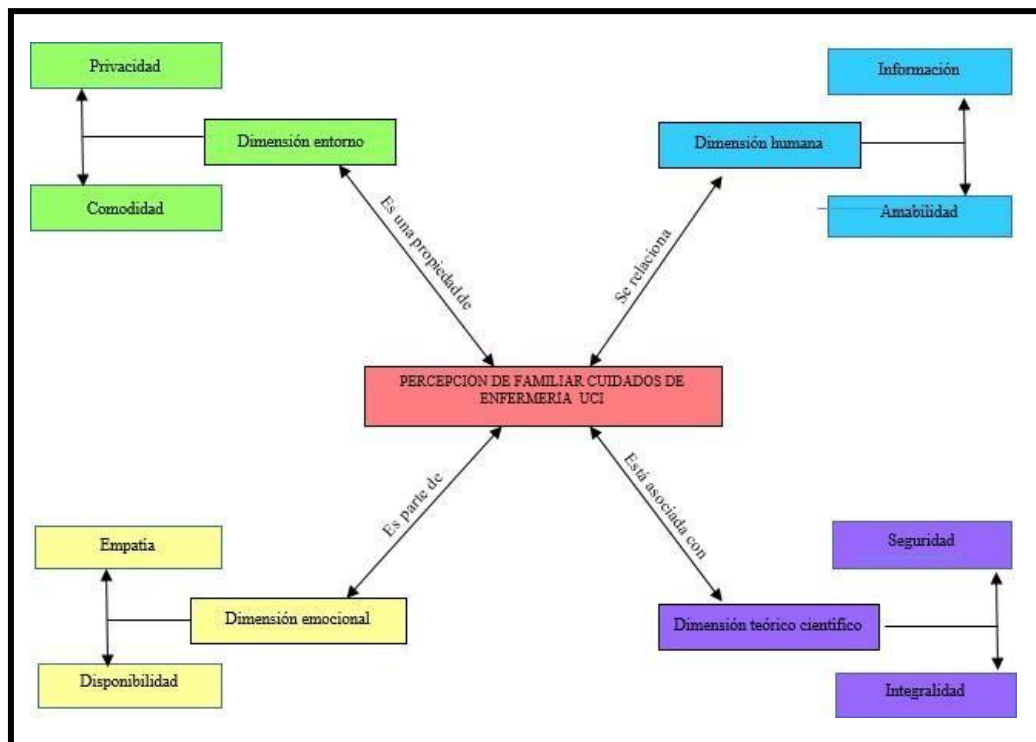 Privacidad
Información
Dimensión entorno
Dimensión humana
Comodidad
Amabilidad
Es una propiedad de
Se relaciona
PERCEPCION DE FAMILIAR CUIDADOS DE
ENFERMERIA UCI
Es parte de
Está asociada con
Empatía
Seguridad
Dimensión emocional
Dimensión teórico científico
Disponibilidad
Integralidad